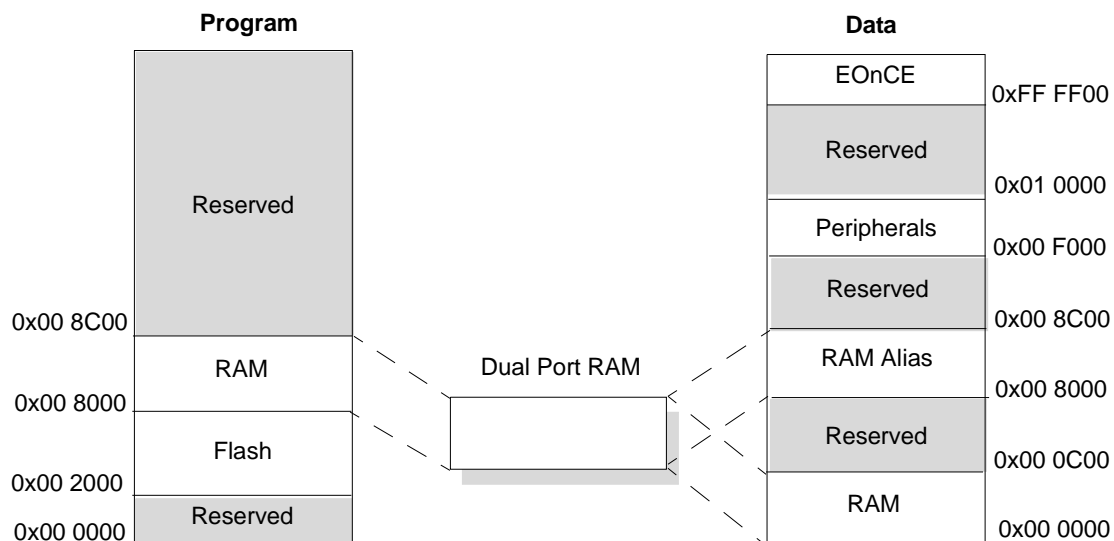 Program
Reserved
0x00 8C00
RAM
0x00 8000
Flash
0x00 2000
Reserved
0x00 0000
Dual Port RAM
Data
EOnCE
0xFF FF00
Reserved
0x01 0000
Peripherals
0x00 F000
Reserved
0x00 8C00
RAM Alias
0x00 8000
Reserved
0x00 0C00
RAM
0x00 0000